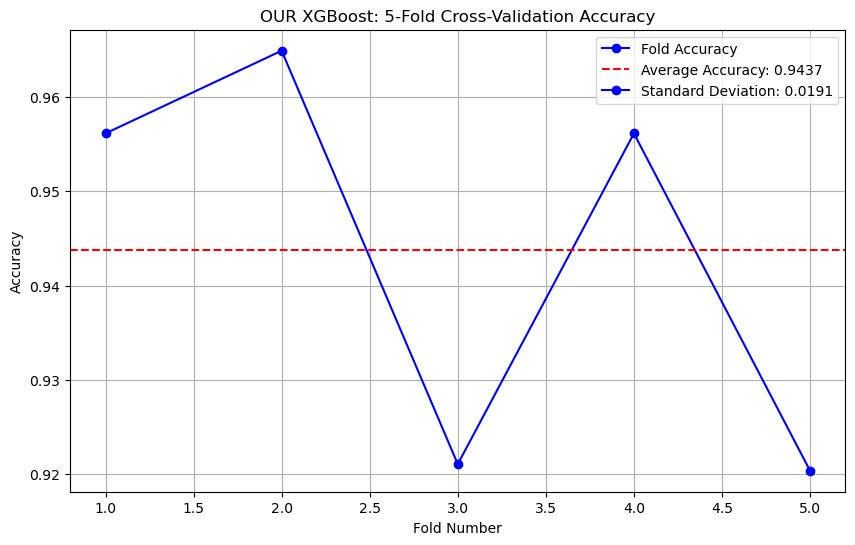 OUR XGBoost: 5-Fold Cross-Validation Accuracy
Fold Accuracy
Average Accuracy: 0.9437
Standard Deviation: 0.0191
0.96
0.95
0.94
0.93
0.92
Accuracy
1.0 1.5 2.0 2.5 3.0 3.5 4.0 4.5 5.0
Fold Number